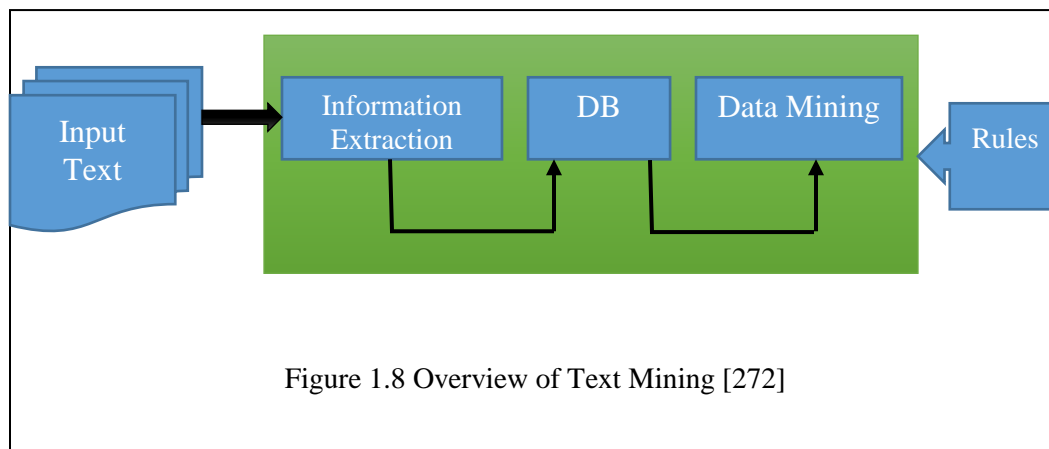 Input
Text
Information
Extraction
DB
Data Mining
Rules
Figure 1.8 Overview of Text Mining [272]